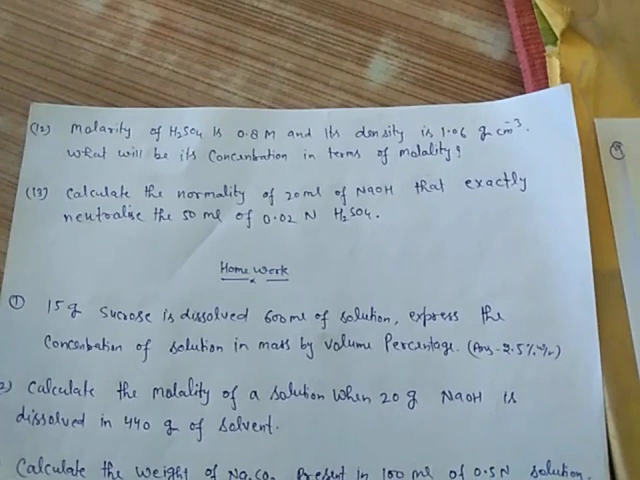 (12) Molarity of H₂SO₄ is 0.8 M and its density is 1.06 g cm⁻³.
what will be its Concentration in terms of molality?
(13) Calculate the normality of 20 ml of NaOH that exactly
neutralise the 50 ml of 0.02 N H₂SO₄.
Home Work
① 15 g Sucrose is dissolved 600 ml of solution, express the
Concentration of solution in mass by volume Percentage. (Ans - 2.5% w/v)
2) Calculate the molality of a solution when 20 g NaOH is
dissolved in 440 g of solvent.
Calculate the weight of Na₂CO₃ Present in 100 ml of 0.5 N solution.